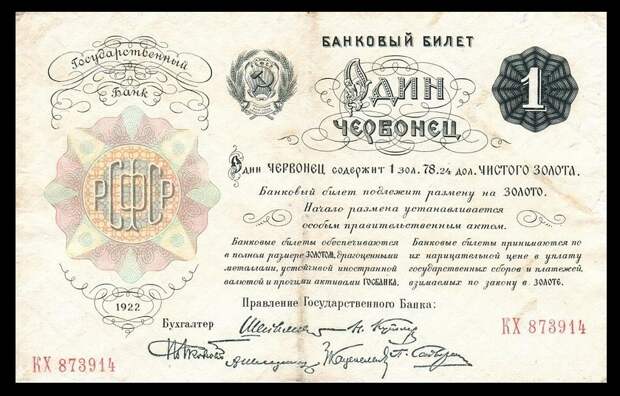 Государственный
Банк
РСФСР
БАНКОВЫЙ БИЛЕТ
1
ОДИН
ЧЕРВОНЕЦ
РСФСР
Один ЧЕРВОНЕЦ содержит 1 зол. 78.24 дол. ЧИСТОГО ЗОЛОТА.
Банковый билет подлежит размену на ЗОЛОТО.
Начало размена устанавливается
особым правительственным актом.
Банковые билеты обеспечиваются
в полном размере ЗОЛОТОМ, драгоценными
металами, устойчивой иностранной
валютой и прочими активами ГОСБАНКА.
Банковые билеты принимаются по
их нарицательной цене в уплату
государственных сборов и платежей,
взимаемых по закону в ЗОЛОТЕ.
1922
Правление Государственного Банка:
Бухгалтер
КХ 873914
КХ 873914